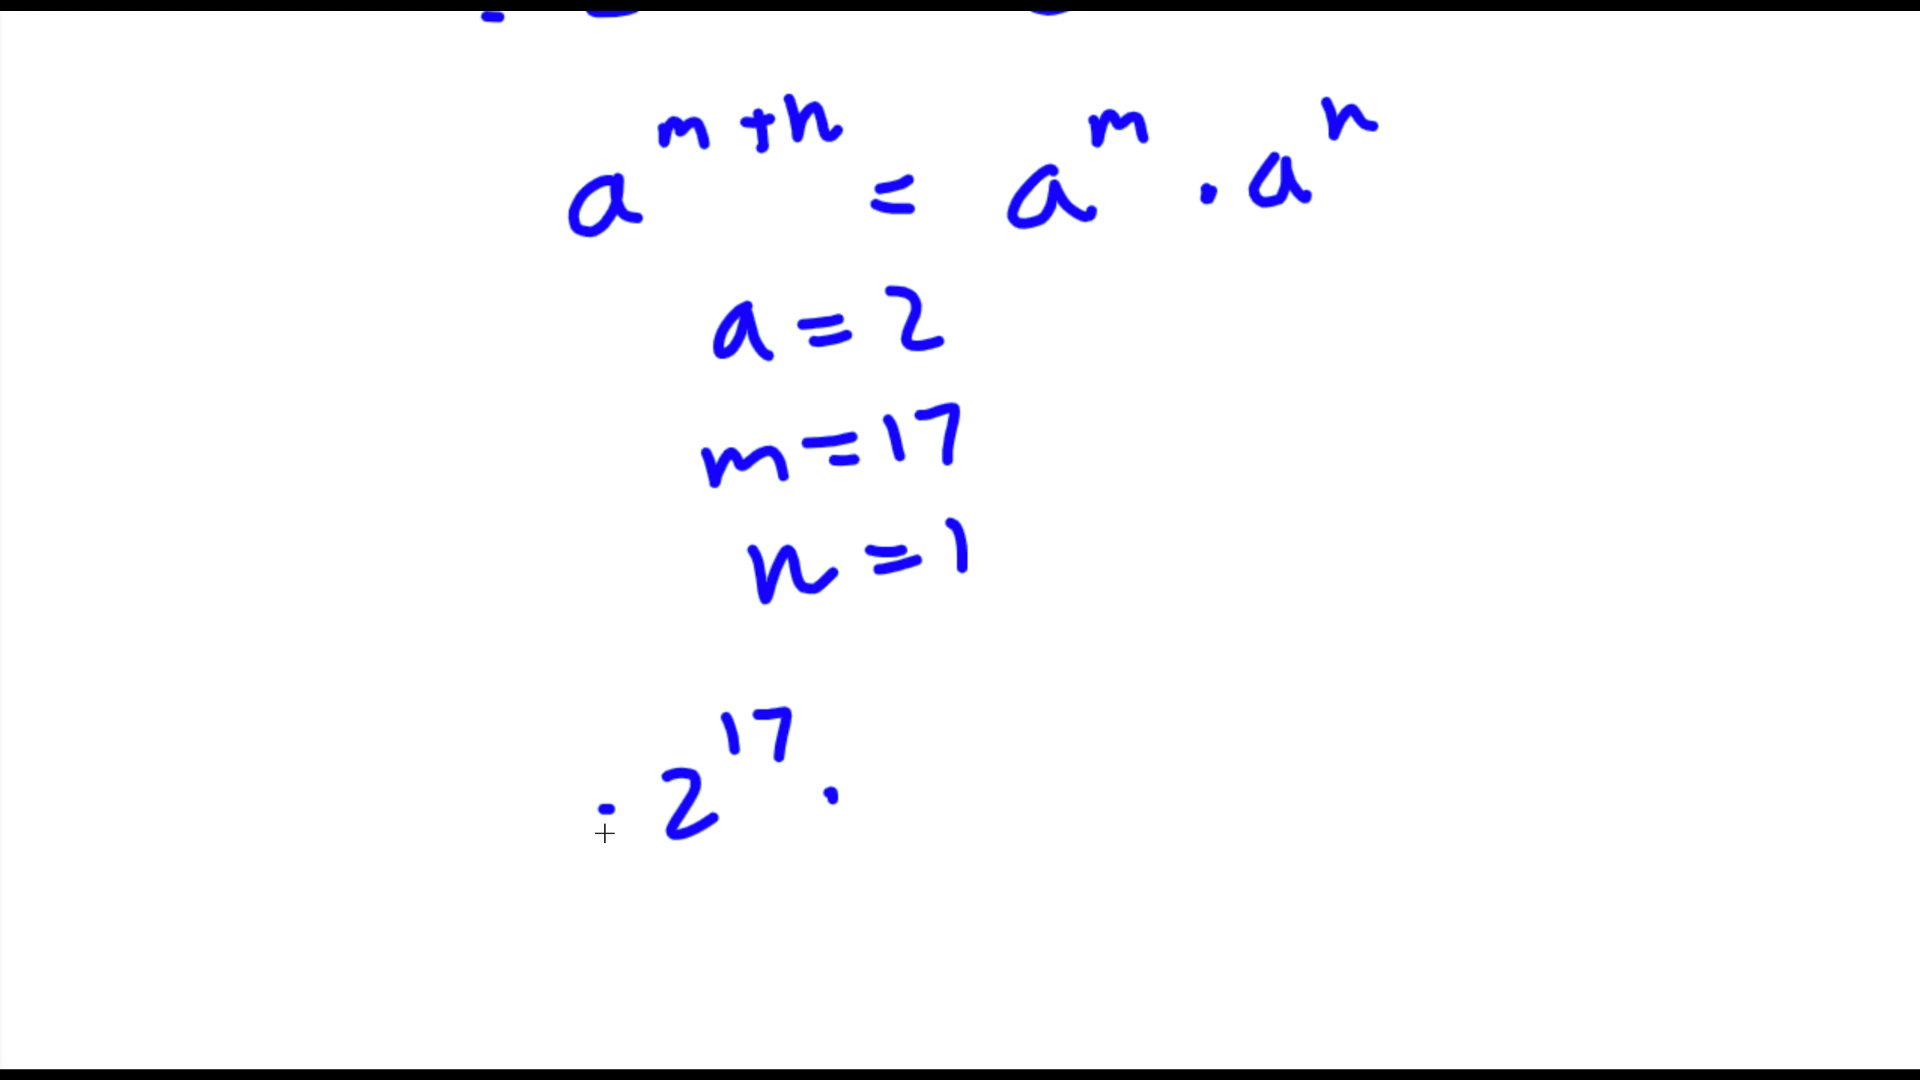 a^{m+n} = a^m · a^n
a = 2
m = 17
n = 1
- 2^{17} ·